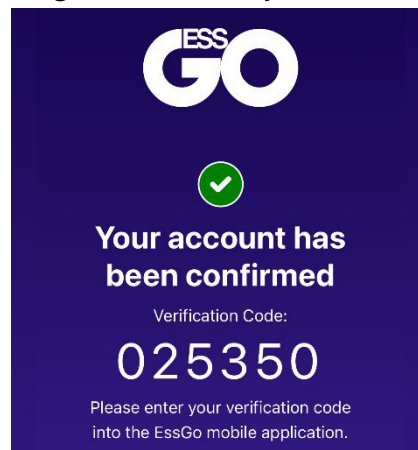 ESS
GO
Your account has
been confirmed
Verification Code:
025350
Please enter your verification code
into the EssGo mobile application.